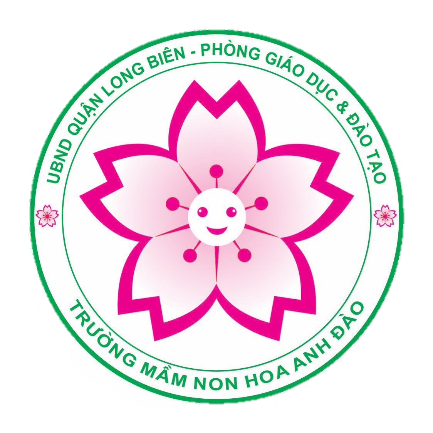 UBND QUẬN LONG BIÊN - PHÒNG GIÁO DỤC & ĐÀO TẠO
TRƯỜNG MẦM NON HOA ANH ĐÀO